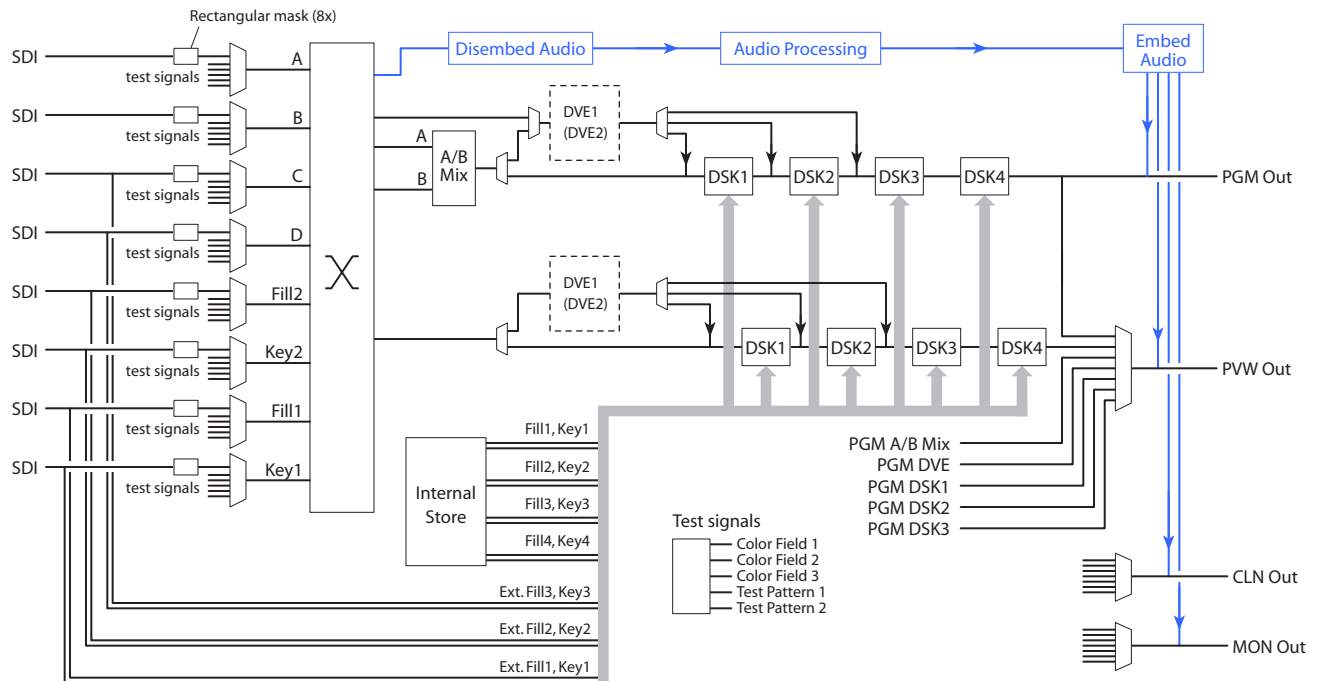 Rectangular mask (8x)
SDI
test signals
A
Disembed Audio
Audio Processing
Embed
Audio
SDI
test signals
B
A
B
A/B
Mix
DVE1
(DVE2)
SDI
test signals
C
DSK1
DSK2
DSK3
DSK4
PGM Out
SDI
test signals
D
SDI
test signals
Fill2
DVE1
(DVE2)
SDI
test signals
Key2
DSK1
DSK2
DSK3
DSK4
PVW Out
SDI
test signals
Fill1
SDI
test signals
Key1
Internal
Store
Fill1, Key1
Fill2, Key2
Fill3, Key3
Fill4, Key4
PGM A/B Mix
PGM DVE
PGM DSK1
PGM DSK2
PGM DSK3
Test signals
Color Field 1
Color Field 2
Color Field 3
Test Pattern 1
Test Pattern 2
CLN Out
MON Out
Ext. Fill3, Key3
Ext. Fill2, Key2
Ext. Fill1, Key1